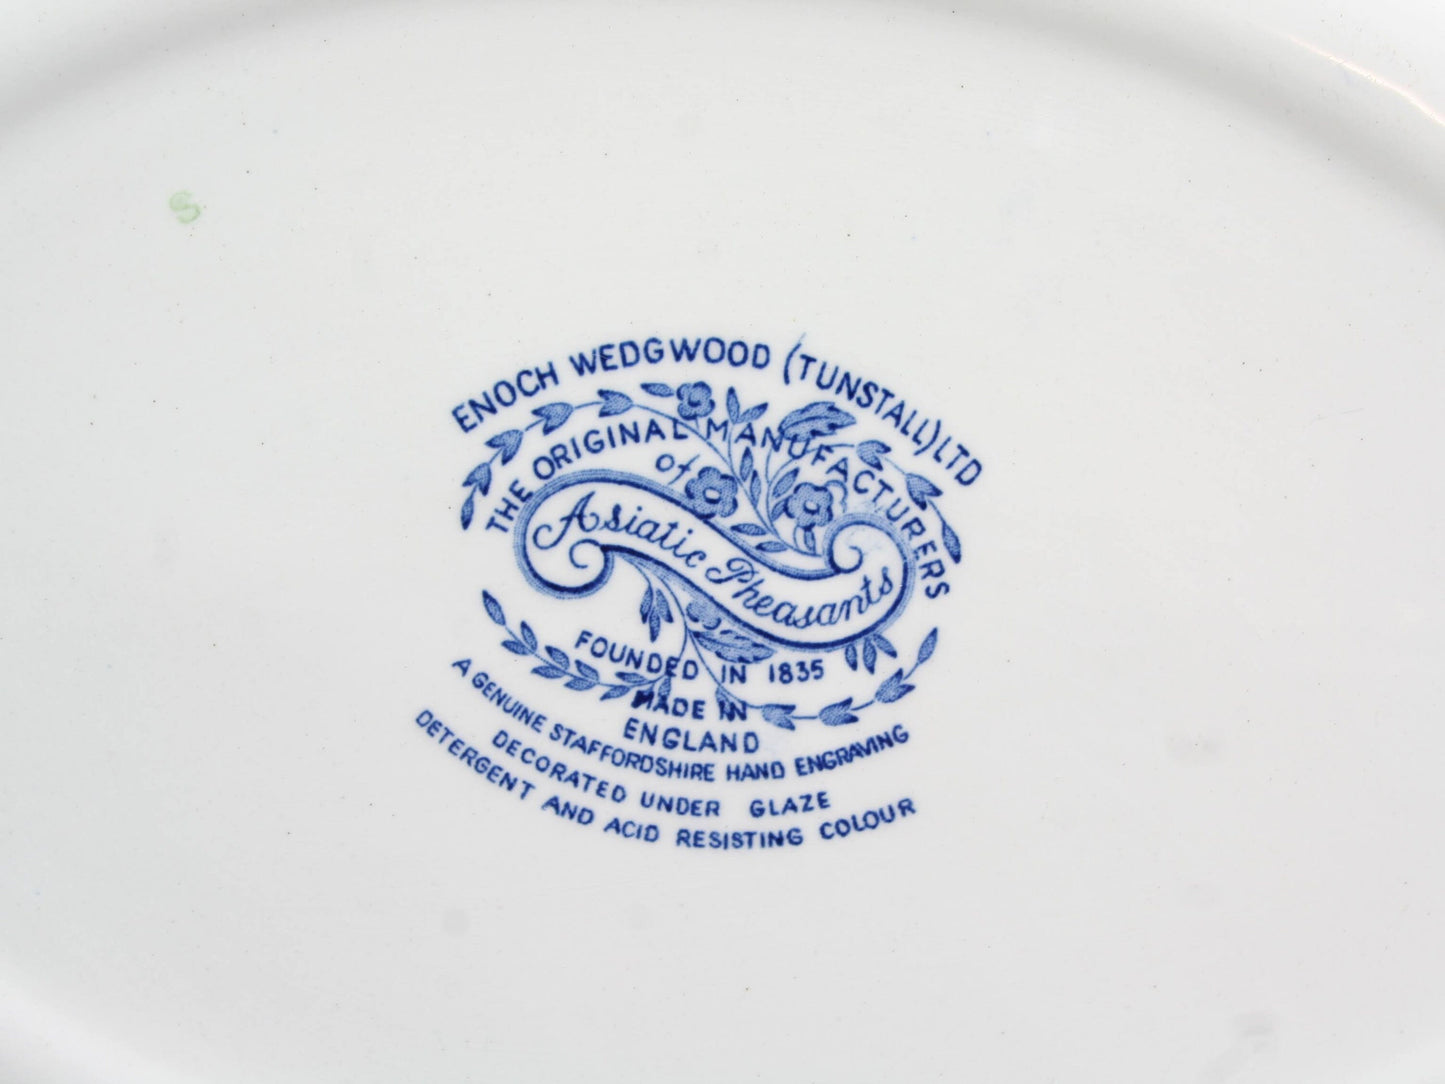 S
ENOCH WEDGWOOD (TUNSTALL) LTD
THE ORIGINAL MANUFACTURERS
of
Asiatic Pheasants
FOUNDED IN 1835
MADE IN
ENGLAND
A GENUINE STAFFORDSHIRE HAND ENGRAVING
DECORATED UNDER GLAZE
DETERGENT AND ACID RESISTING COLOUR